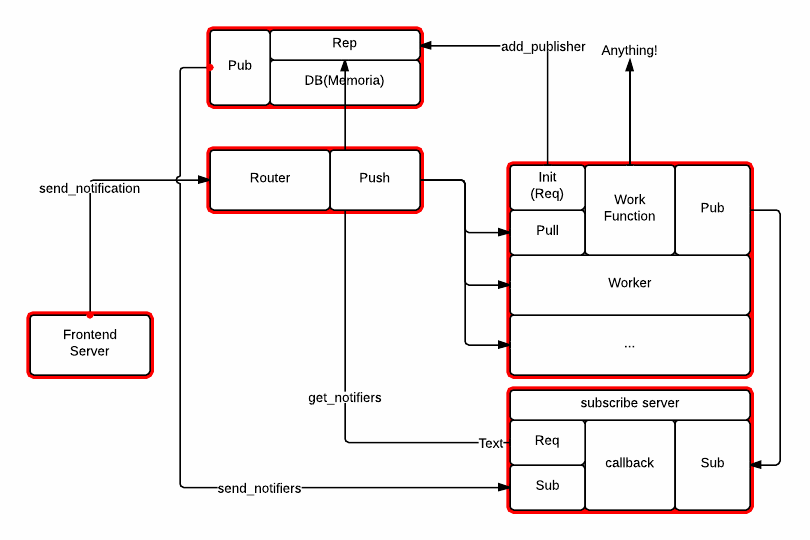 Pub
Rep
DB(Memoria)
add_publisher
Anything!
send_notification
Router
Push
Init
(Req)
Pull
Work
Function
Pub
Worker
...
Frontend
Server
get_notifiers
subscribe server
Text
Req
callback
Sub
Sub
send_notifiers